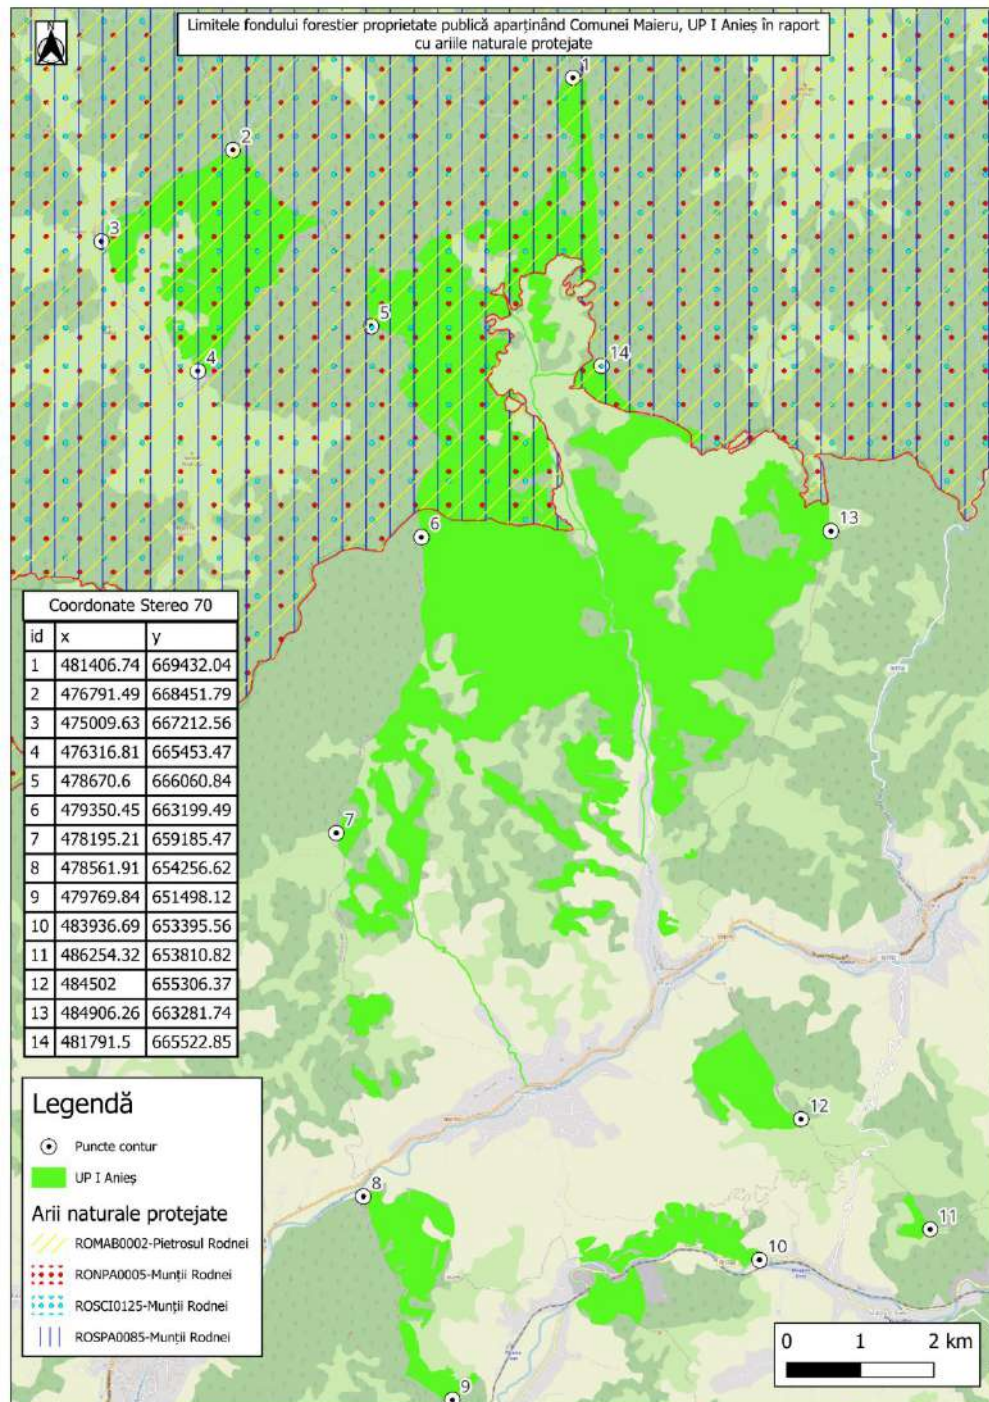 Limitele fondului forestier proprietate publică aparținând Comunei Maieru, UP I Anieș în raport
cu ariile naturale protejate
N
1
2
3
4
5
14
6
13
7
12
8
11
10
9
Coordonate Stereo 70
id x y
1 481406.74 669432.04
2 476791.49 668451.79
3 475009.63 667212.56
4 476316.81 665453.47
5 478670.6 666060.84
6 479350.45 663199.49
7 478195.21 659185.47
8 478561.91 654256.62
9 479769.84 651498.12
10 483936.69 653395.56
11 486254.32 653810.82
12 484502 655306.37
13 484906.26 663281.74
14 481791.5 665522.85
Legendă
Puncte contur
UP I Anieș
Arii naturale protejate
ROMAB0002-Pietrosul Rodnei
RONPA0005-Munții Rodnei
ROSCI0125-Munții Rodnei
ROSPA0085-Munții Rodnei
0 1 2 km